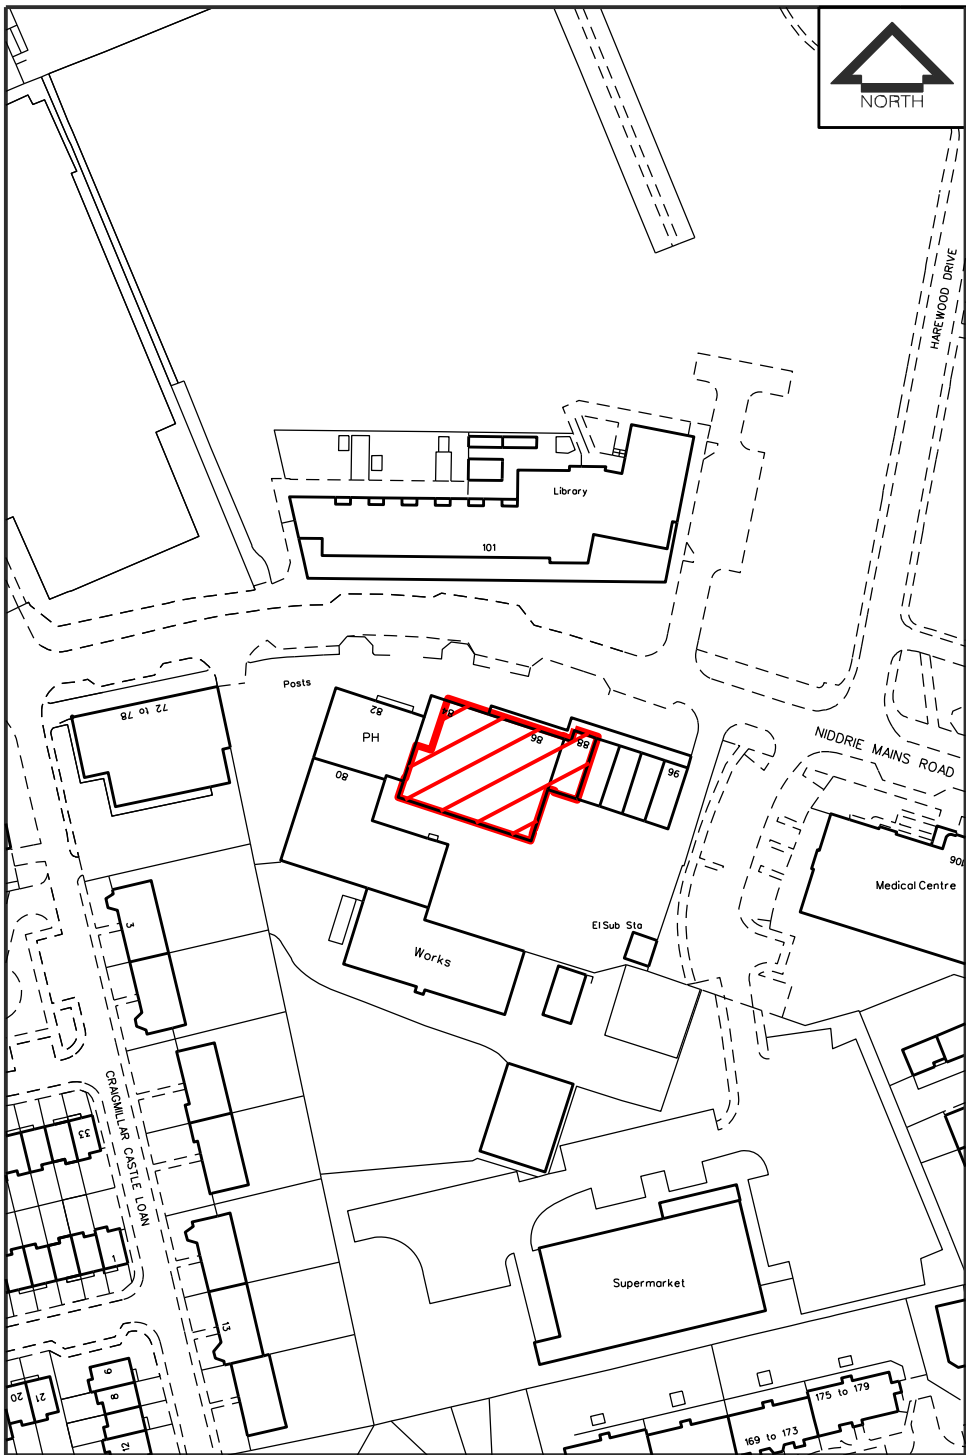 NORTH
HAREWOOD DRIVE
Library
101
Posts
72 to 78
82
84
PH
86
88
80
96
NIDDRIE MAINS ROAD
106
Medical Centre
3
El Sub Sta
Works
CRAIGMILLAR CASTLE LOAN
33
1
Supermarket
13
9
8
20
21
12
175 to 179
169 to 173